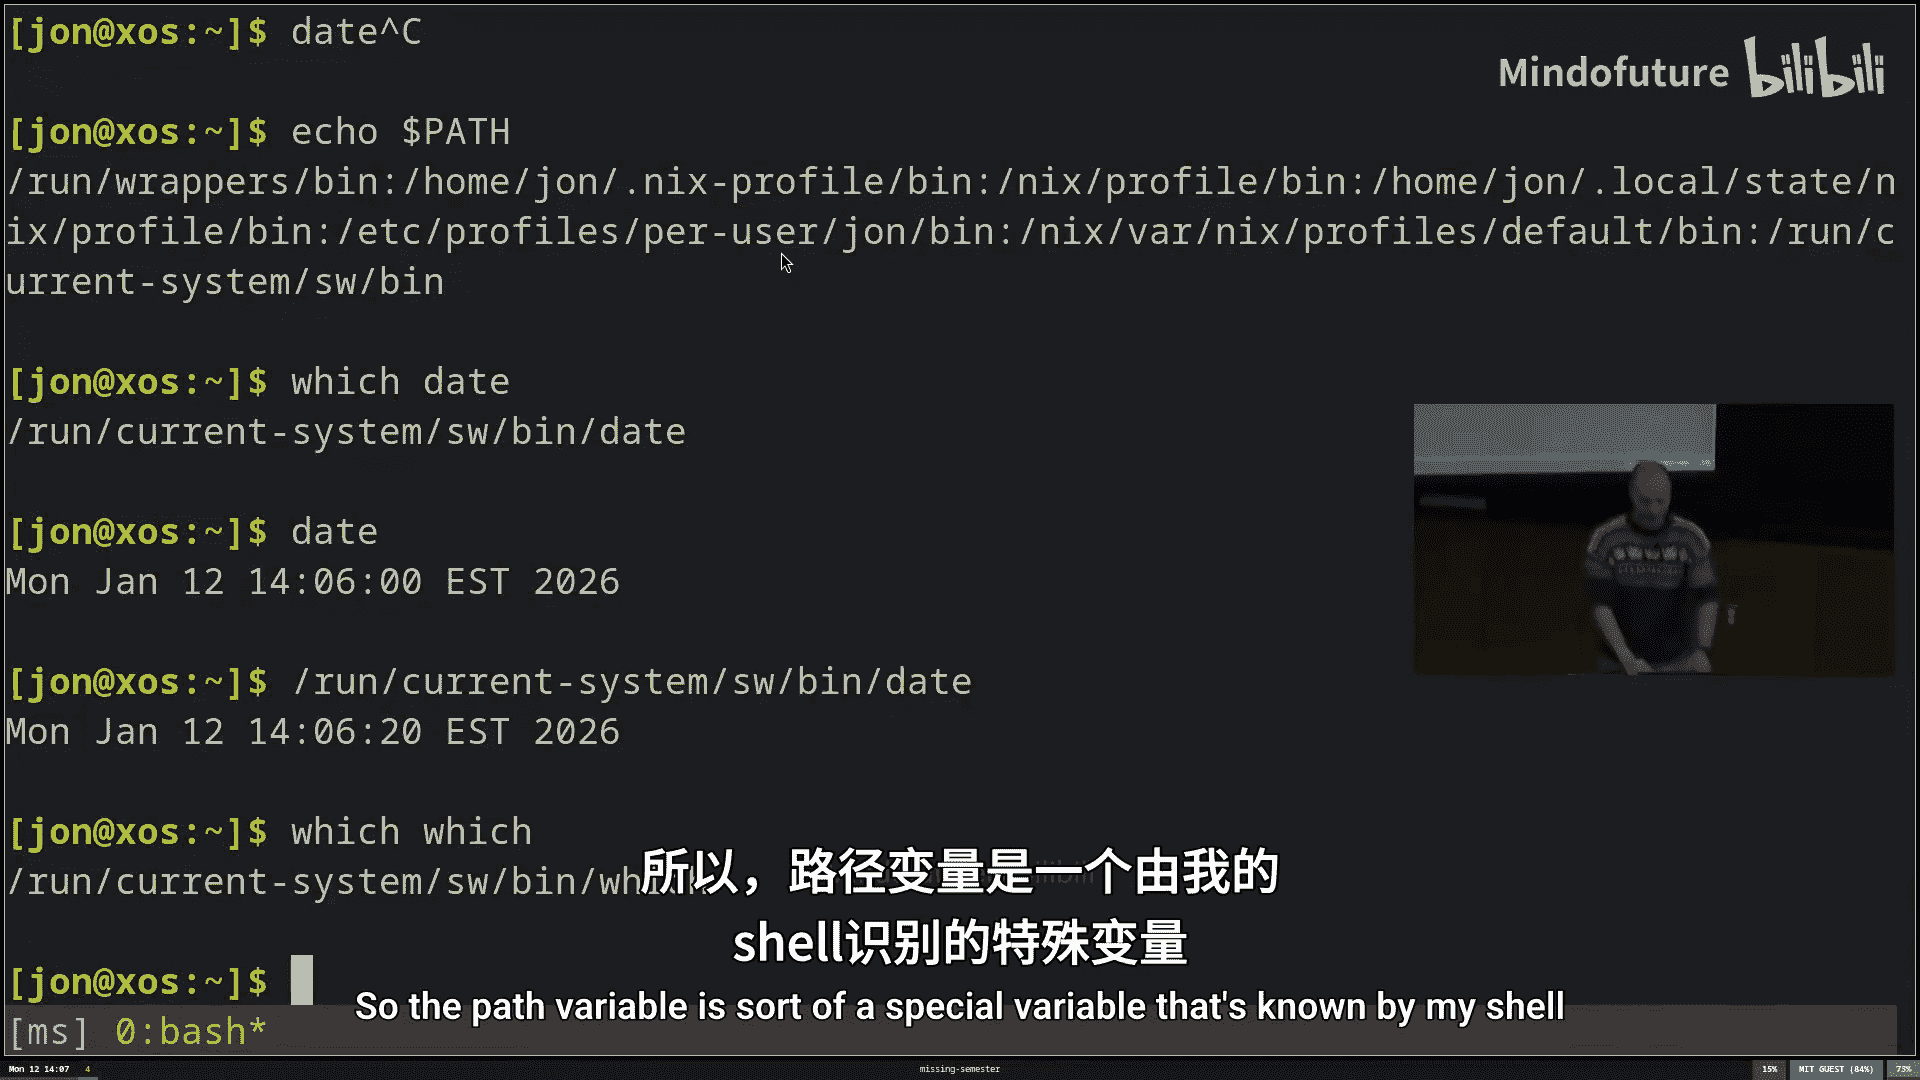 [jon@xos:~]$ date^C
Mindofuture bilibili
[jon@xos:~]$ echo $PATH
/run/wrappers/bin:/home/jon/.nix-profile/bin:/nix/profile/bin:/home/jon/.local/state/n
ix/profile/bin:/etc/profiles/per-user/jon/bin:/nix/var/nix/profiles/default/bin:/run/c
urrent-system/sw/bin
[jon@xos:~]$ which date
/run/current-system/sw/bin/date
[jon@xos:~]$ date
Mon Jan 12 14:06:00 EST 2026
[jon@xos:~]$ /run/current-system/sw/bin/date
Mon Jan 12 14:06:20 EST 2026
[jon@xos:~]$ which which
/run/current-system/sw/bin/which
所以，路径变量是一个由我的
shell识别的特殊变量
[jon@xos:~]$
So the path variable is sort of a special variable that's known by my shell
[ms] 0:bash*
Mon 12 14:07 4 missing-semester 15% MIT GUEST (84%) 73%